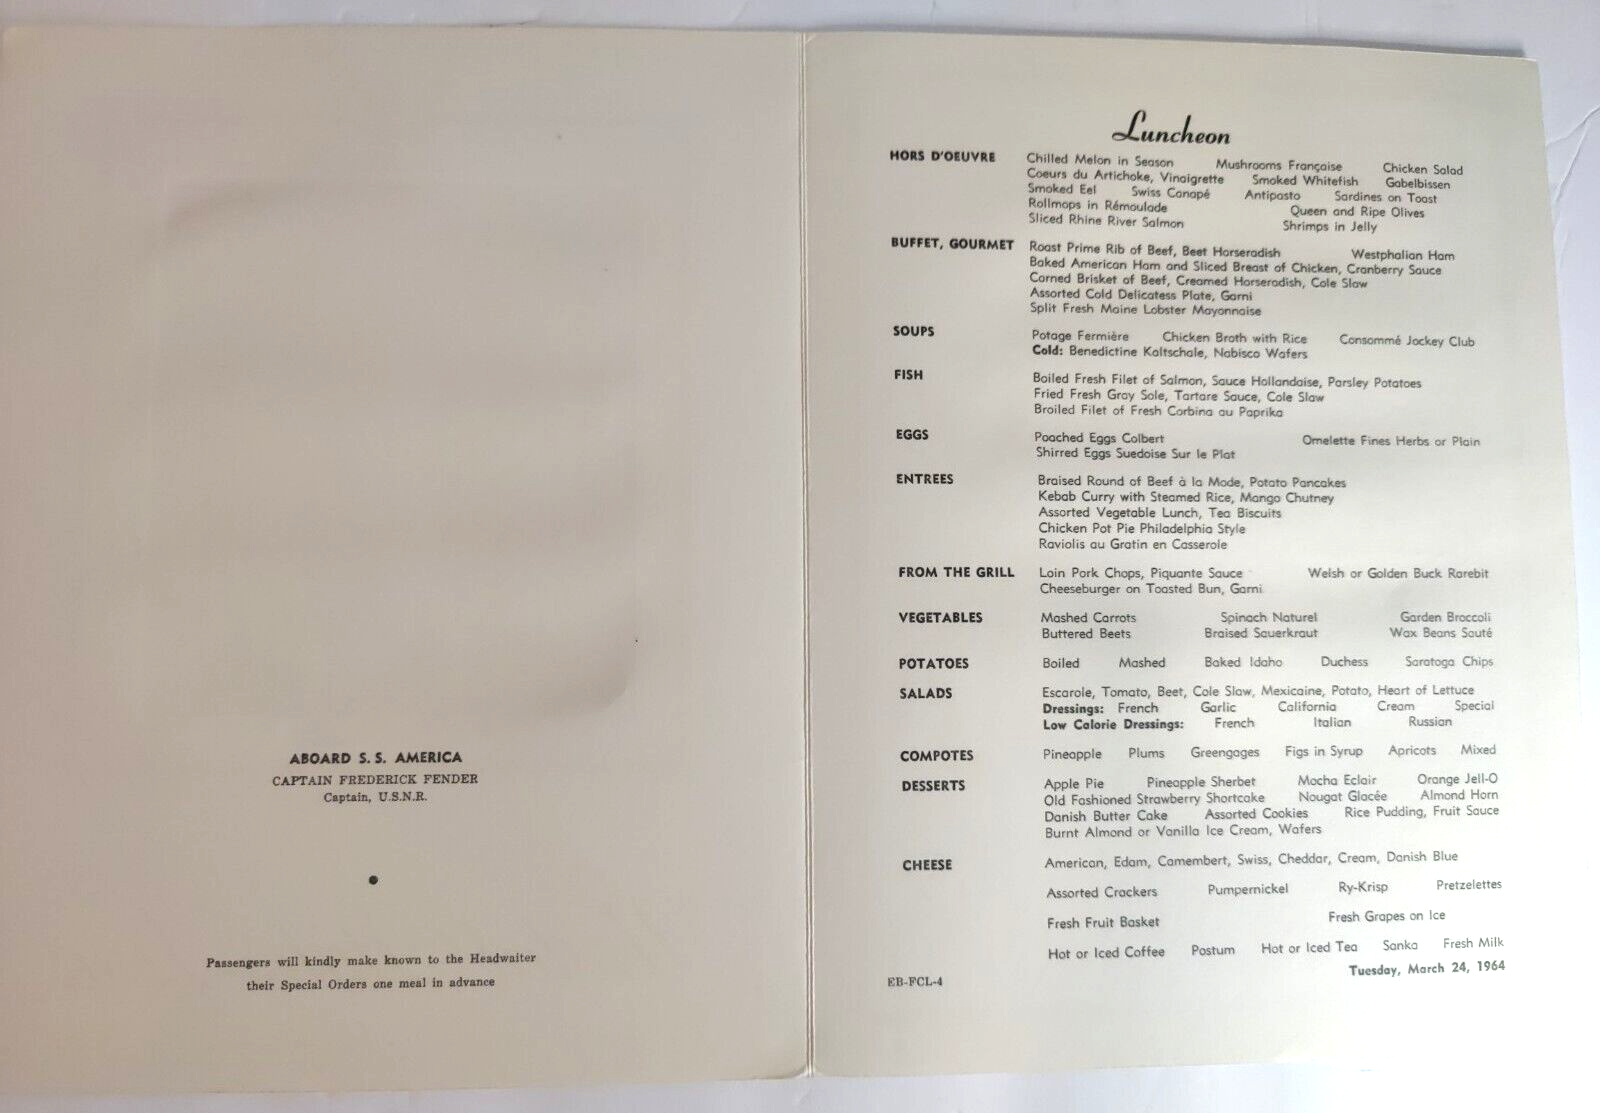 ABOARD S. S. AMERICA
CAPTAIN FREDERICK FENDER
Captain, U.S.N.R.
Passengers will kindly make known to the Headwaiter
their Special Orders one meal in advance
Luncheon
HORS D'OEUVRE Chilled Melon in Season Mushrooms Française Chicken Salad
Coeurs du Artichoke, Vinaigrette Smoked Whitefish Gabelbissen
Smoked Eel Swiss Canapé Antipasto Sardines on Toast
Rollmops in Rémoulade Queen and Ripe Olives
Sliced Rhine River Salmon Shrimps in Jelly
BUFFET, GOURMET Roast Prime Rib of Beef, Beet Horseradish Westphalian Ham
Baked American Ham and Sliced Breast of Chicken, Cranberry Sauce
Corned Brisket of Beef, Creamed Horseradish, Cole Slaw
Assorted Cold Delicatess Plate, Garni
Split Fresh Maine Lobster Mayonnaise
SOUPS Potage Fermière Chicken Broth with Rice Consommé Jockey Club
Cold: Benedictine Kaltschale, Nabisco Wafers
FISH Boiled Fresh Filet of Salmon, Sauce Hollandaise, Parsley Potatoes
Fried Fresh Gray Sole, Tartare Sauce, Cole Slaw
Broiled Filet of Fresh Corbina au Paprika
EGGS Poached Eggs Colbert Omelette Fines Herbs or Plain
Shirred Eggs Suedoise Sur le Plat
ENTREES Braised Round of Beef à la Mode, Potato Pancakes
Kebab Curry with Steamed Rice, Mango Chutney
Assorted Vegetable Lunch, Tea Biscuits
Chicken Pot Pie Philadelphia Style
Raviolis au Gratin en Casserole
FROM THE GRILL Loin Pork Chops, Piquante Sauce Welsh or Golden Buck Rarebit
Cheeseburger on Toasted Bun, Garni
VEGETABLES Mashed Carrots Spinach Naturel Garden Broccoli
Buttered Beets Braised Sauerkraut Wax Beans Sauté
POTATOES Boiled Mashed Baked Idaho Duchess Saratoga Chips
SALADS Escarole, Tomato, Beet, Cole Slaw, Mexicaine, Potato, Heart of Lettuce
Dressings: French Garlic California Cream Special
Low Calorie Dressings: French Italian Russian
COMPOTES Pineapple Plums Greengages Figs in Syrup Apricots Mixed
DESSERTS Apple Pie Pineapple Sherbet Mocha Eclair Orange Jell-O
Old Fashioned Strawberry Shortcake Nougat Glacée Almond Horn
Danish Butter Cake Assorted Cookies Rice Pudding, Fruit Sauce
Burnt Almond or Vanilla Ice Cream, Wafers
CHEESE American, Edam, Camembert, Swiss, Cheddar, Cream, Danish Blue
Assorted Crackers Pumpernickel Ry-Krisp Pretzelettes
Fresh Fruit Basket Fresh Grapes on Ice
Hot or Iced Coffee Postum Hot or Iced Tea Sanka Fresh Milk
Tuesday, March 24, 1964
EB-FCL-4